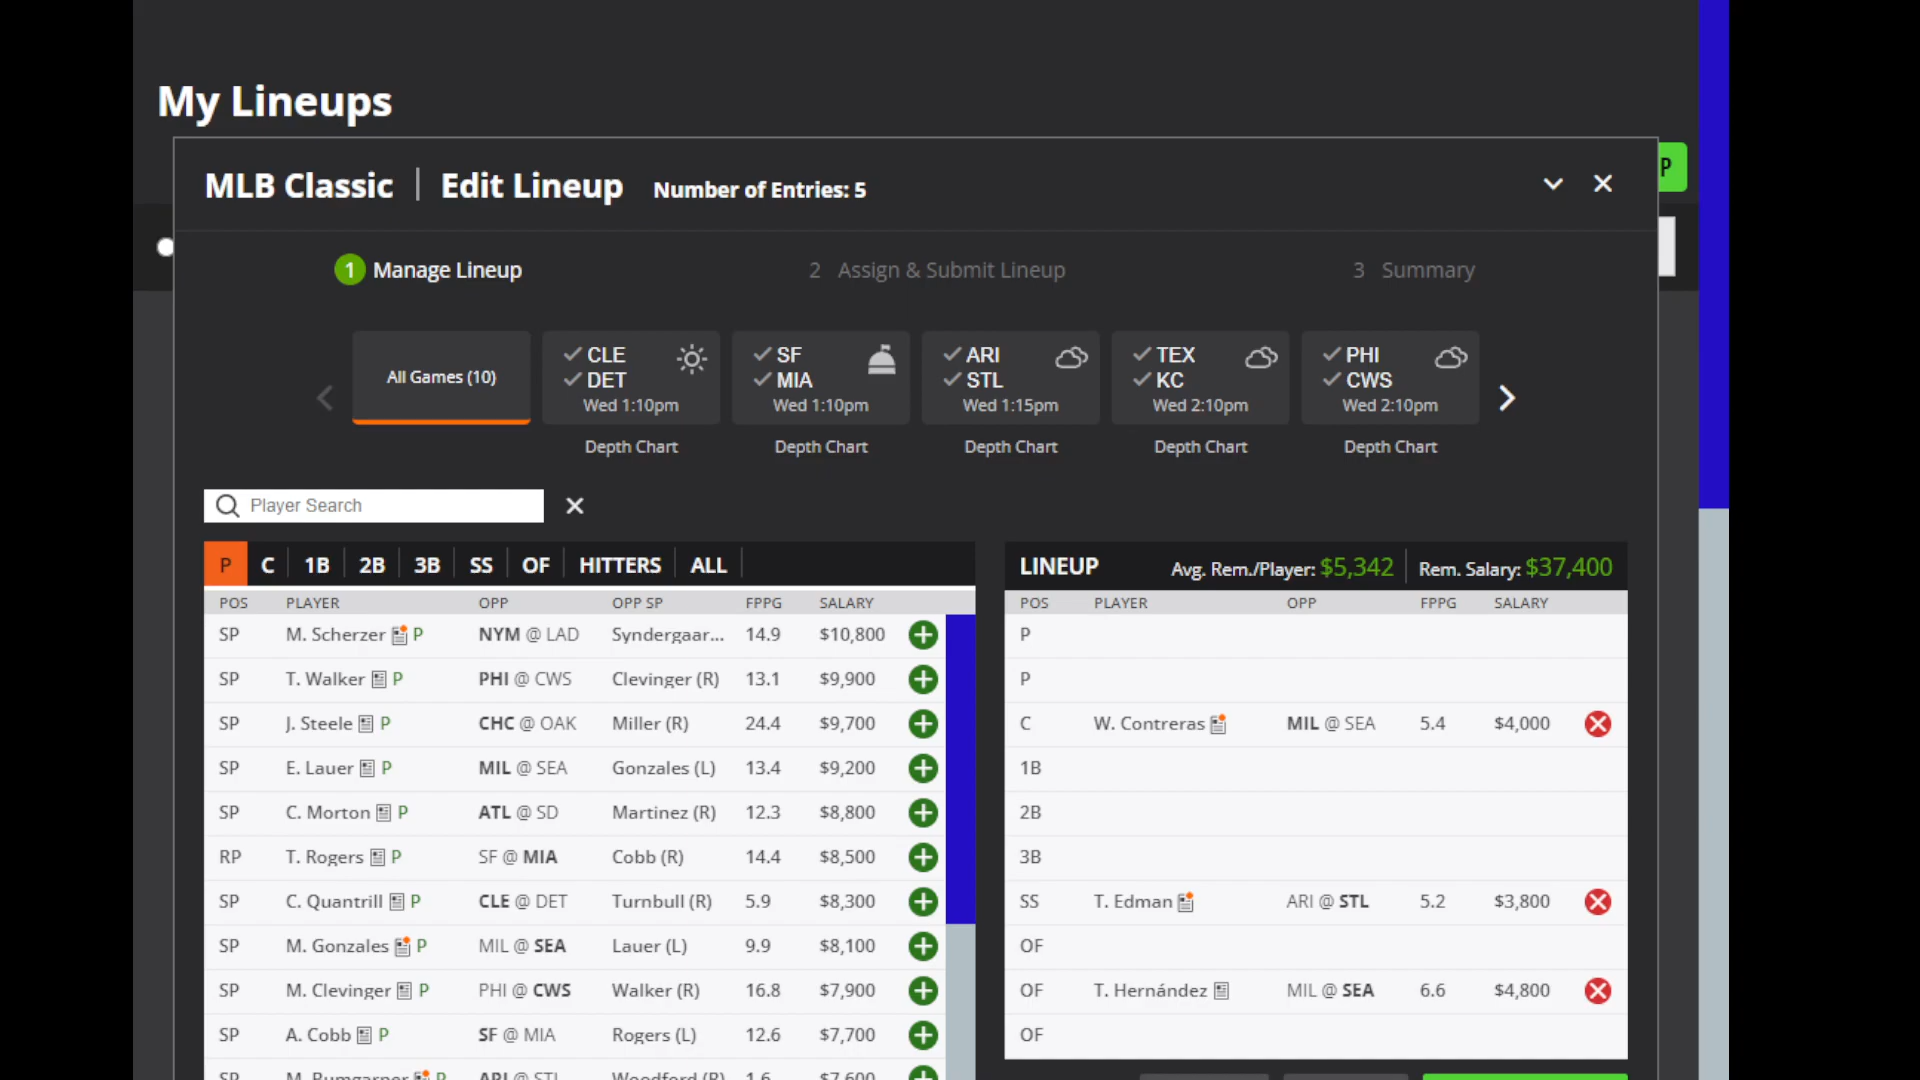 My Lineups
P
MLB Classic | Edit Lineup Number of Entries: 5
1 Manage Lineup 2 Assign & Submit Lineup 3 Summary
All Games (10)
CLE
DET
Wed 1:10pm
Depth Chart
SF
MIA
Wed 1:10pm
Depth Chart
ARI
STL
Wed 1:15pm
Depth Chart
TEX
KC
Wed 2:10pm
Depth Chart
PHI
CWS
Wed 2:10pm
Depth Chart
Player Search
P C 1B 2B 3B SS OF HITTERS ALL
POS PLAYER OPP OPP SP FPPG SALARY
SP M. Scherzer P NYM @ LAD Syndergaar... 14.9 $10,800
SP T. Walker P PHI @ CWS Clevinger (R) 13.1 $9,900
SP J. Steele P CHC @ OAK Miller (R) 24.4 $9,700
SP E. Lauer P MIL @ SEA Gonzales (L) 13.4 $9,200
SP C. Morton P ATL @ SD Martinez (R) 12.3 $8,800
RP T. Rogers P SF @ MIA Cobb (R) 14.4 $8,500
SP C. Quantrill P CLE @ DET Turnbull (R) 5.9 $8,300
SP M. Gonzales P MIL @ SEA Lauer (L) 9.9 $8,100
SP M. Clevinger P PHI @ CWS Walker (R) 16.8 $7,900
SP A. Cobb P SF @ MIA Rogers (L) 12.6 $7,700
SP M. Bumgarner P ARI @ STL Woodford (R) 1.6 $7,600
LINEUP Avg. Rem./Player: $5,342 Rem. Salary: $37,400
POS PLAYER OPP FPPG SALARY
P
P
C W. Contreras MIL @ SEA 5.4 $4,000
1B
2B
3B
SS T. Edman ARI @ STL 5.2 $3,800
OF
OF T. Hernández MIL @ SEA 6.6 $4,800
OF